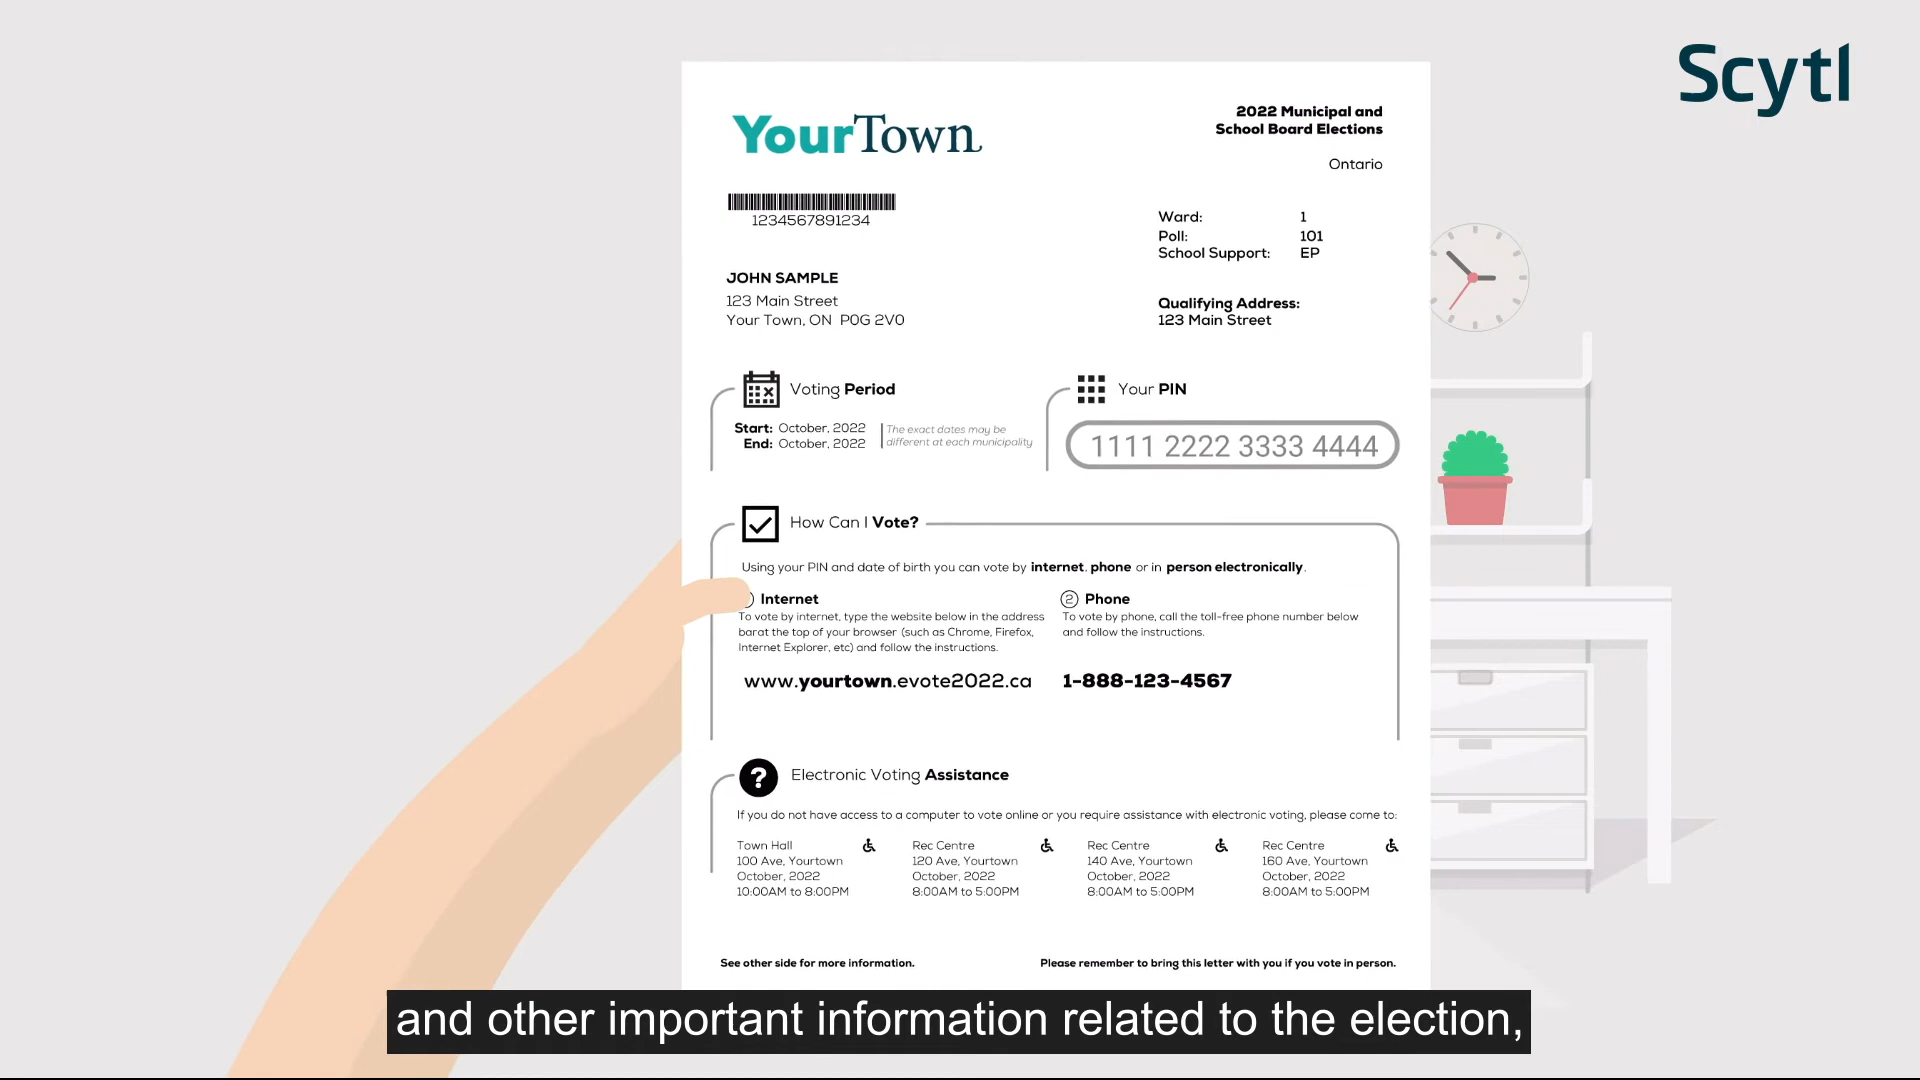 Scytl
YourTown
2022 Municipal and
School Board Elections
Ontario
1234567891234
Ward: 1
Poll: 101
School Support: EP
JOHN SAMPLE
123 Main Street
Your Town, ON P0G 2V0
Qualifying Address:
123 Main Street
Voting Period
Start: October, 2022
End: October, 2022
The exact dates may be
different at each municipality
Your PIN
1111 2222 3333 4444
How Can I Vote?
Using your PIN and date of birth you can vote by internet. phone or in person electronically.
Internet
To vote by internet, type the website below in the address
barat the top of your browser (such as Chrome, Firefox,
Internet Explorer, etc) and follow the instructions.
www.yourtown.evote2022.ca
2 Phone
To vote by phone, call the toll-free phone number below
and follow the instructions.
1-888-123-4567
? Electronic Voting Assistance
If you do not have access to a computer to vote online or you require assistance with electronic voting, please come to:
Town Hall
100 Ave, Yourtown
October, 2022
10:00AM to 8:00PM
Rec Centre
120 Ave, Yourtown
October, 2022
8:00AM to 5:00PM
Rec Centre
140 Ave, Yourtown
October, 2022
8:00AM to 5:00PM
Rec Centre
160 Ave, Yourtown
October, 2022
8:00AM to 5:00PM
See other side for more information.
Please remember to bring this letter with you if you vote in person.
and other important information related to the election,